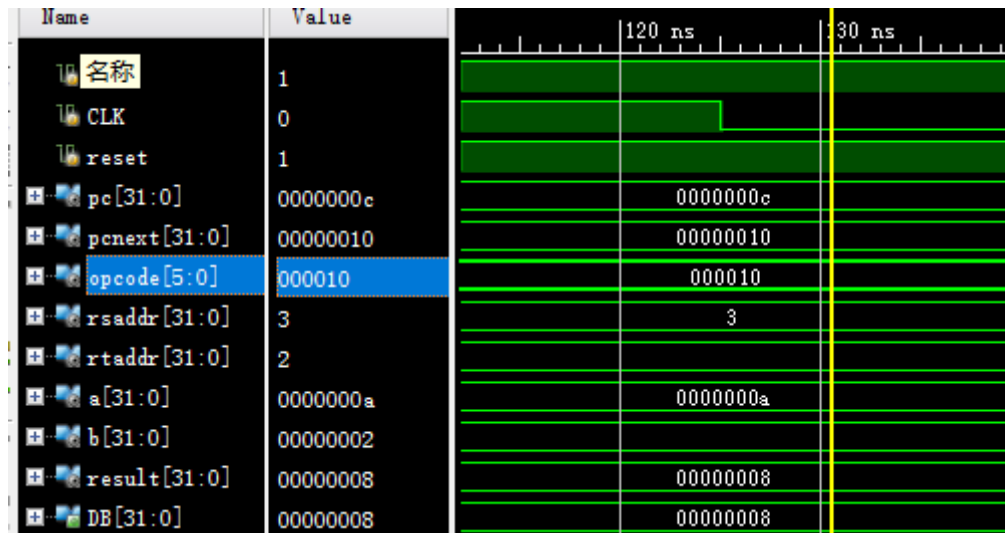 Name Value
120 ns 130 ns
名称 1
CLK 0
reset 1
pc[31:0] 0000000c 0000000c
pcnext[31:0] 00000010 00000010
opcode[5:0] 000010 000010
rsaddr[31:0] 3 3
rtaddr[31:0] 2
a[31:0] 0000000a 0000000a
b[31:0] 00000002
result[31:0] 00000008 00000008
DB[31:0] 00000008 00000008